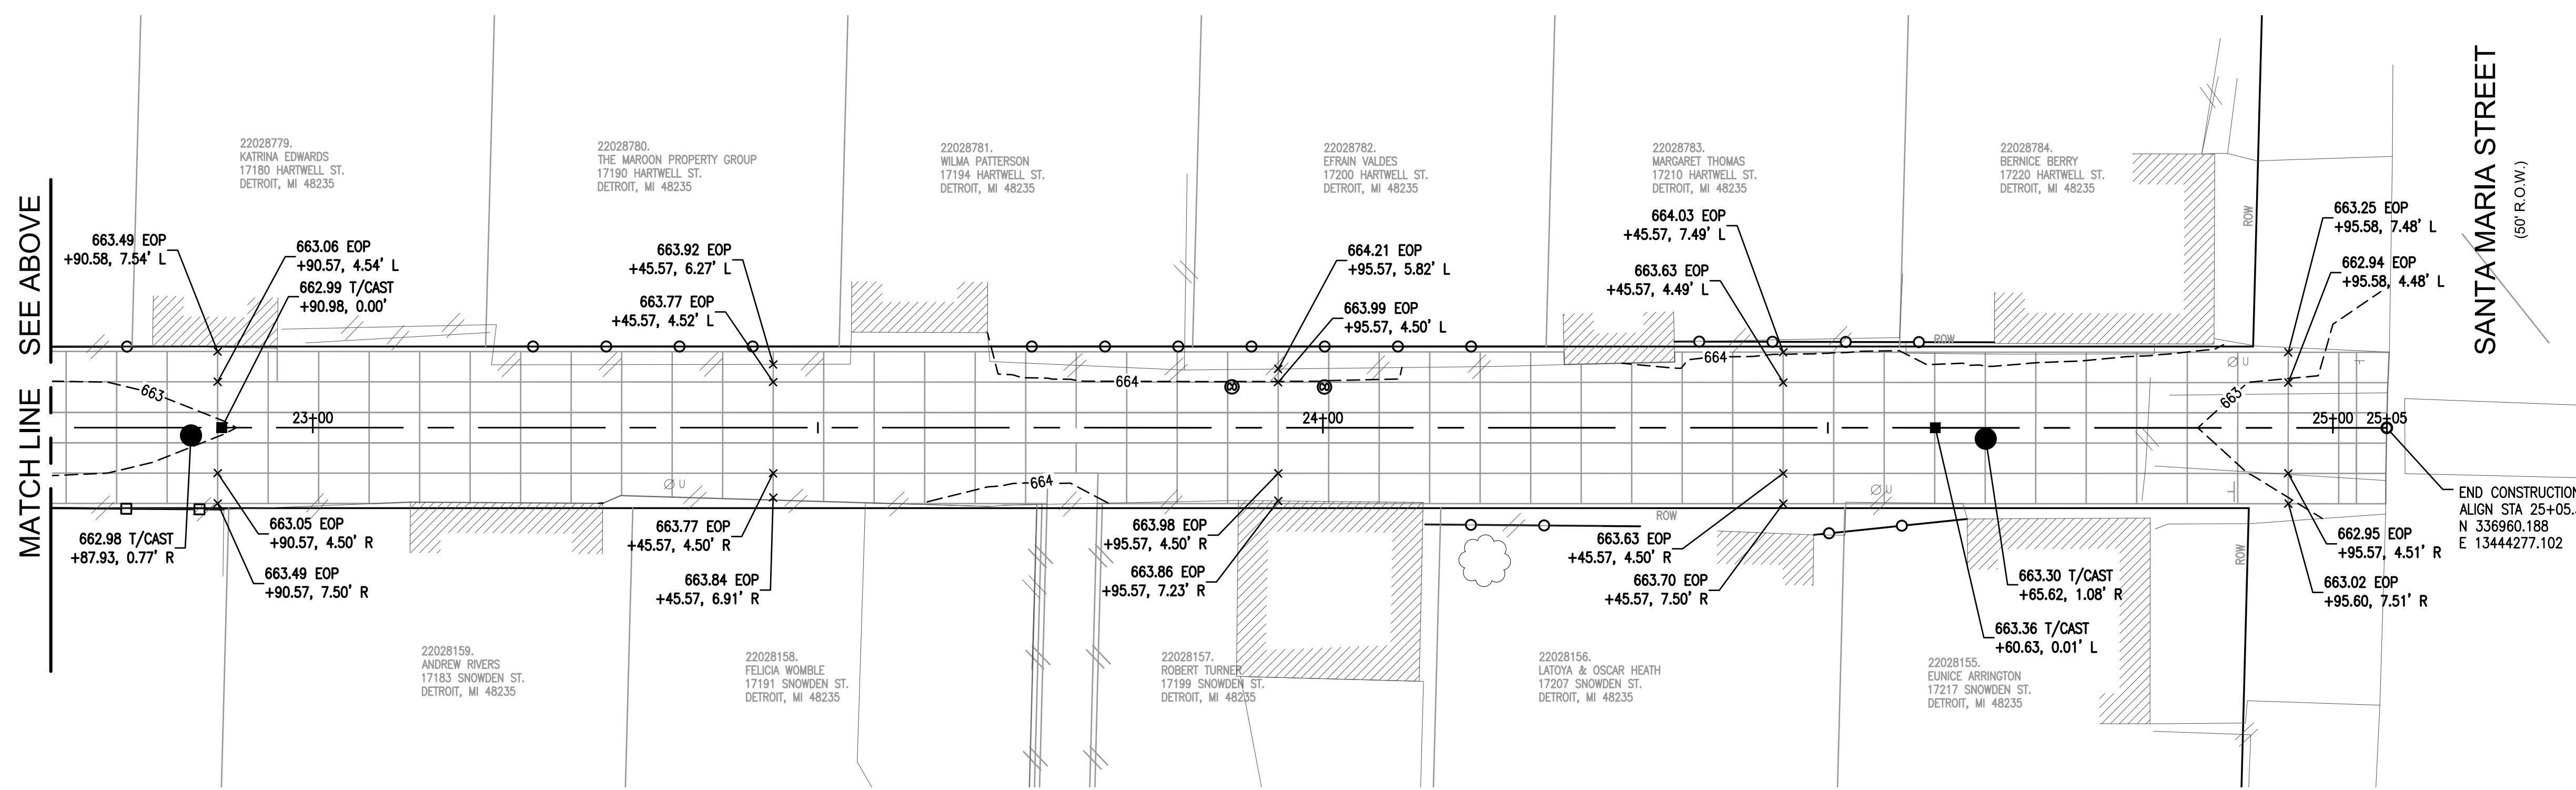 22028779.
KATRINA EDWARDS
17180 HARTWELL ST.
DETROIT, MI 48235
22028780.
THE MAROON PROPERTY GROUP
17190 HARTWELL ST.
DETROIT, MI 48235
22028781.
WILMA PATTERSON
17194 HARTWELL ST.
DETROIT, MI 48235
22028782.
EFRAIN VALDES
17200 HARTWELL ST.
DETROIT, MI 48235
22028783.
MARGARET THOMAS
17210 HARTWELL ST.
DETROIT, MI 48235
22028784.
BERNICE BERRY
17220 HARTWELL ST.
DETROIT, MI 48235
SANTA MARIA STREET
(50' R.O.W.)
MATCH LINE SEE ABOVE
663.49 EOP
+90.58, 7.54' L
663.06 EOP
+90.57, 4.54' L
662.99 T/CAST
+90.98, 0.00'
663.92 EOP
+45.57, 6.27' L
663.77 EOP
+45.57, 4.52' L
664.21 EOP
+95.57, 5.82' L
663.99 EOP
+95.57, 4.50' L
664.03 EOP
+45.57, 7.49' L
663.63 EOP
+45.57, 4.49' L
663.25 EOP
+95.58, 7.48' L
662.94 EOP
+95.58, 4.48' L
ROW
ROW
663
664
664
663
U
23+00
24+00
25+00
25+05
U
664
U
ROW
ROW
662.98 T/CAST
+87.93, 0.77' R
663.05 EOP
+90.57, 4.50' R
663.49 EOP
+90.57, 7.50' R
663.77 EOP
+45.57, 4.50' R
663.84 EOP
+45.57, 6.91' R
663.98 EOP
+95.57, 4.50' R
663.86 EOP
+95.57, 7.23' R
663.63 EOP
+45.57, 4.50' R
663.70 EOP
+45.57, 7.50' R
663.30 T/CAST
+65.62, 1.08' R
663.36 T/CAST
+60.63, 0.01' L
662.95 EOP
+95.57, 4.51' R
663.02 EOP
+95.60, 7.51' R
END CONSTRUCTION
ALIGN STA 25+05.
N 336960.188
E 13444277.102
22028159.
ANDREW RIVERS
17183 SNOWDEN ST.
DETROIT, MI 48235
22028158.
FELICIA WOMBLE
17191 SNOWDEN ST.
DETROIT, MI 48235
22028157.
ROBERT TURNER
17199 SNOWDEN ST.
DETROIT, MI 48235
22028156.
LATOYA & OSCAR HEATH
17207 SNOWDEN ST.
DETROIT, MI 48235
22028155.
EUNICE ARRINGTON
17217 SNOWDEN ST.
DETROIT, MI 48235